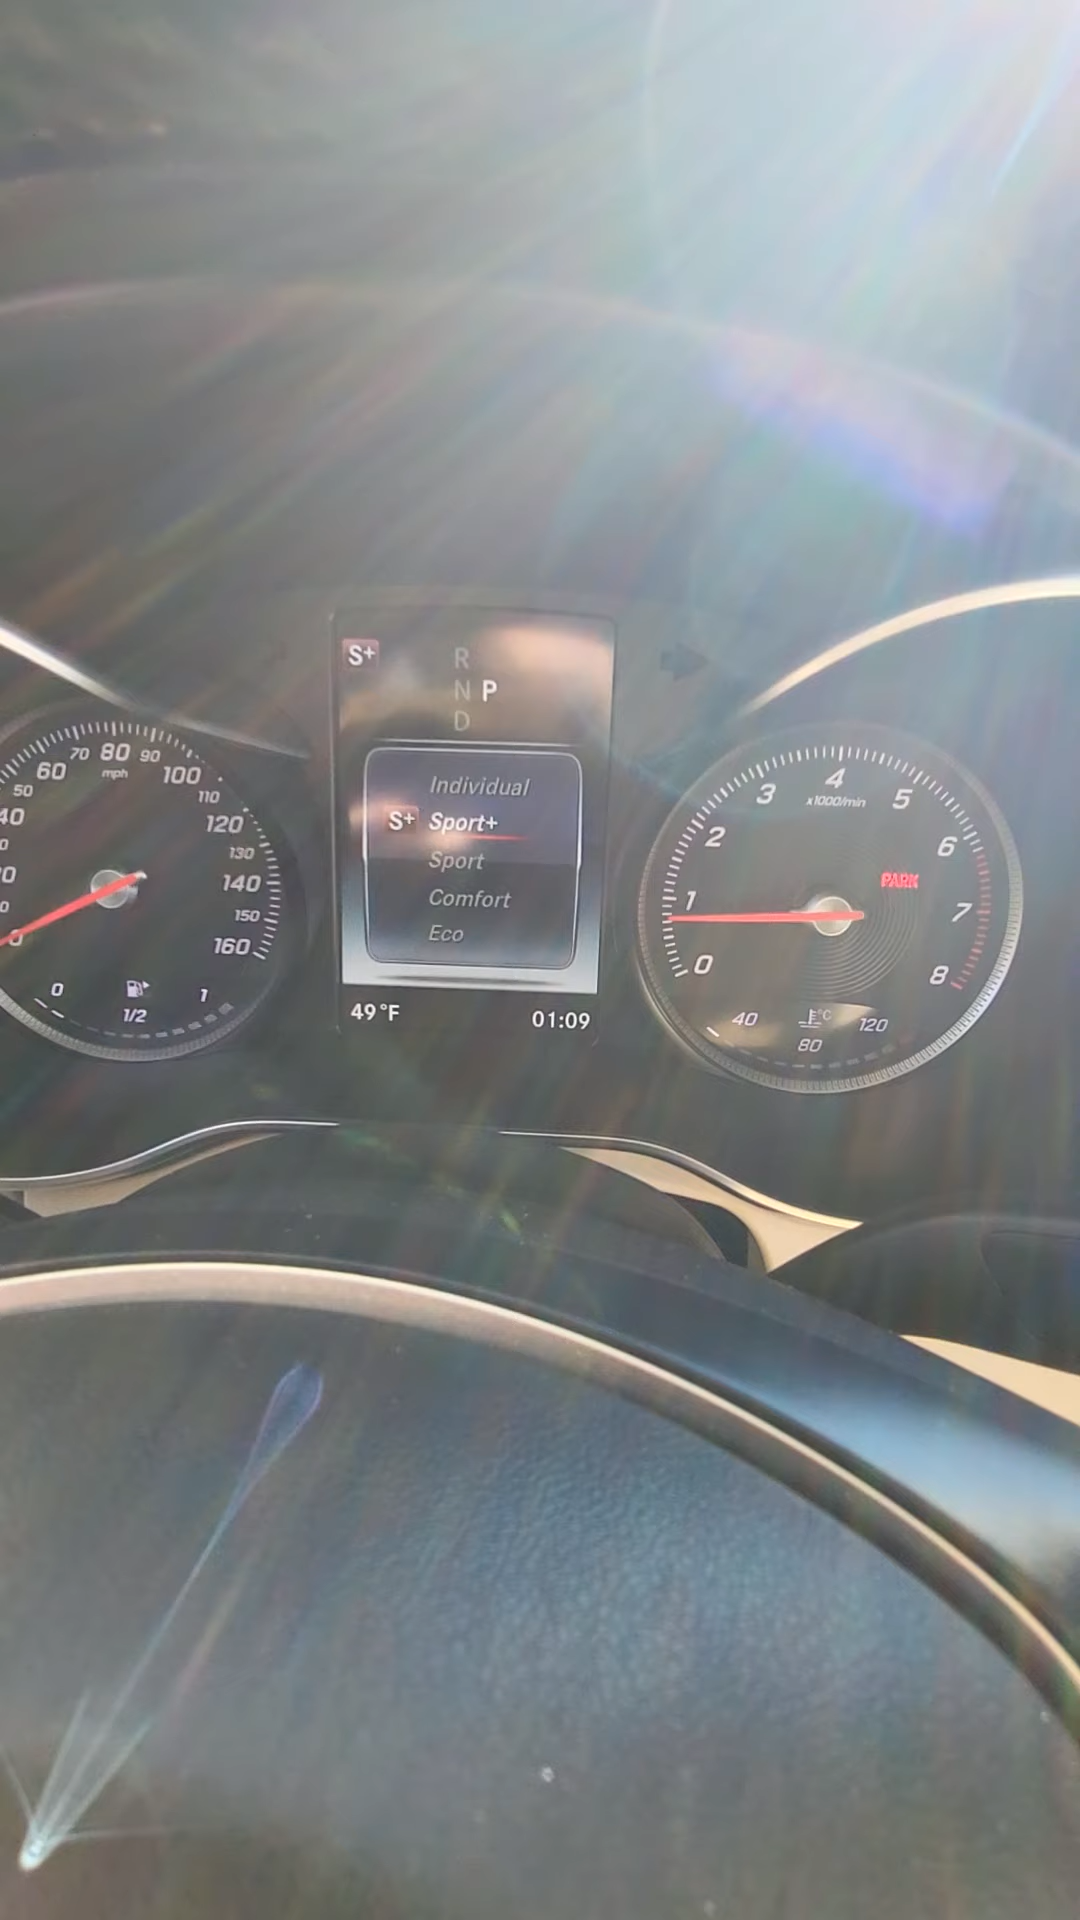 S+
R
N P
D
Individual
S+ Sport+
Sport
Comfort
Eco
49°F
01:09
40
50
60
70
80
90
mph
100
110
120
130
140
150
160
0
1/2
1
0
1
2
3
4
x1000/min
5
6
PARK
7
8
40
°C
80
120